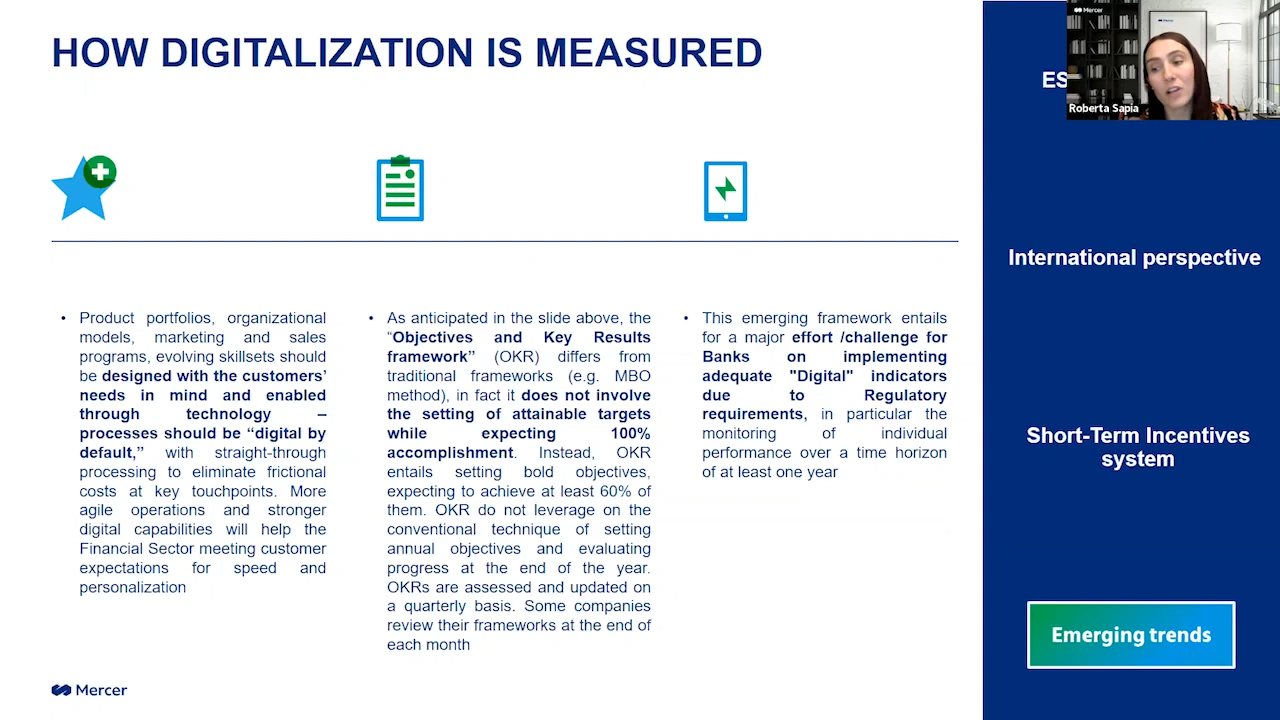 HOW DIGITALIZATION IS MEASURED
• Product portfolios, organizational
models, marketing and sales
programs, evolving skillsets should
be designed with the customers’
needs in mind and enabled
through technology –
processes should be “digital by
default,” with straight-through
processing to eliminate frictional
costs at key touchpoints. More
agile operations and stronger
digital capabilities will help the
Financial Sector meeting customer
expectations for speed and
personalization
• As anticipated in the slide above, the
“Objectives and Key Results
framework” (OKR) differs from
traditional frameworks (e.g. MBO
method), in fact it does not involve
the setting of attainable targets
while expecting 100%
accomplishment. Instead, OKR
entails setting bold objectives,
expecting to achieve at least 60% of
them. OKR do not leverage on the
conventional technique of setting
annual objectives and evaluating
progress at the end of the year.
OKRs are assessed and updated on
a quarterly basis. Some companies
review their frameworks at the end of
each month
• This emerging framework entails
for a major effort /challenge for
Banks on implementing
adequate "Digital" indicators
due to Regulatory
requirements, in particular the
monitoring of individual
performance over a time horizon
of at least one year
Mercer
ES
Mercer
Roberta Sapia
International perspective
Short-Term Incentives
system
Emerging trends